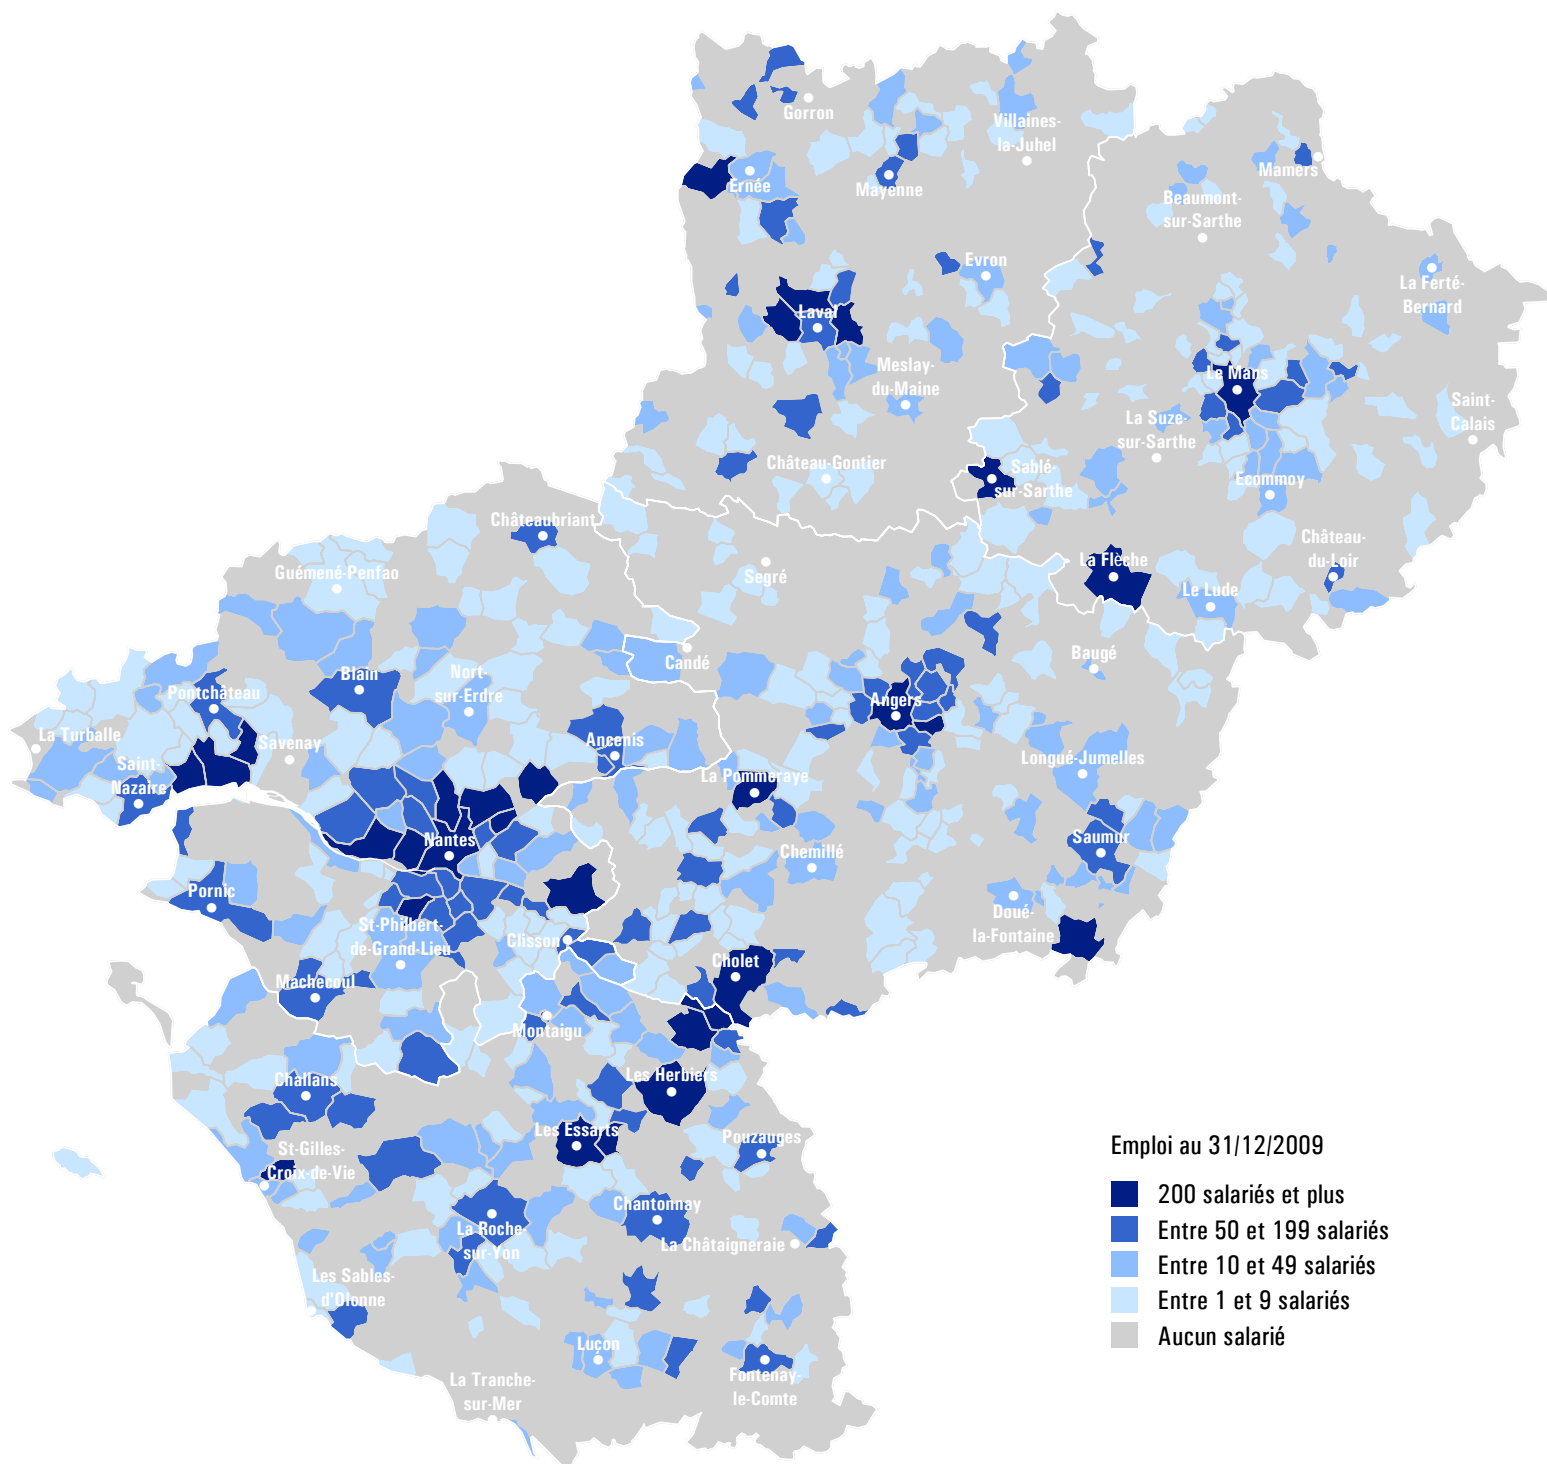 Gorron
Villaines-
la-Juhel
Mamers
Ernée
Mayenne
Beaumont-
sur-Sarthe
Evron
La Ferté-
Bernard
Laval
Meslay-
du-Maine
Le Mans
Saint-
Calais
La Suze-
sur-Sarthe
Château-Gontier
Sablé-
sur-Sarthe
Ecommoy
Châteaubriant
Château-
du-Loir
Guémené-Penfao
Segré
La Flèche
Le Lude
Candé
Baugé
Blain
Nort-
sur-Erdre
Pontchâteau
Angers
La Turballe
Savenay
Ancenis
Saint-
Nazaire
La Pommeraye
Longué-Jumelles
Nantes
Saumur
Chemillé
Pornic
St-Philbert-
de-Grand-Lieu
Clisson
Doué-
la-Fontaine
Cholet
Machecoul
Montaigu
Challans
Les Herbiers
Les Essarts
Pouzauges
St-Gilles-
Croix-de-Vie
Chantonnay
La Roche-
sur-Yon
La Châtaigneraie
Les Sables-
d'Olonne
Luçon
Fontenay-
le-Comte
La Tranche-
sur-Mer
Emploi au 31/12/2009
200 salariés et plus
Entre 50 et 199 salariés
Entre 10 et 49 salariés
Entre 1 et 9 salariés
Aucun salarié